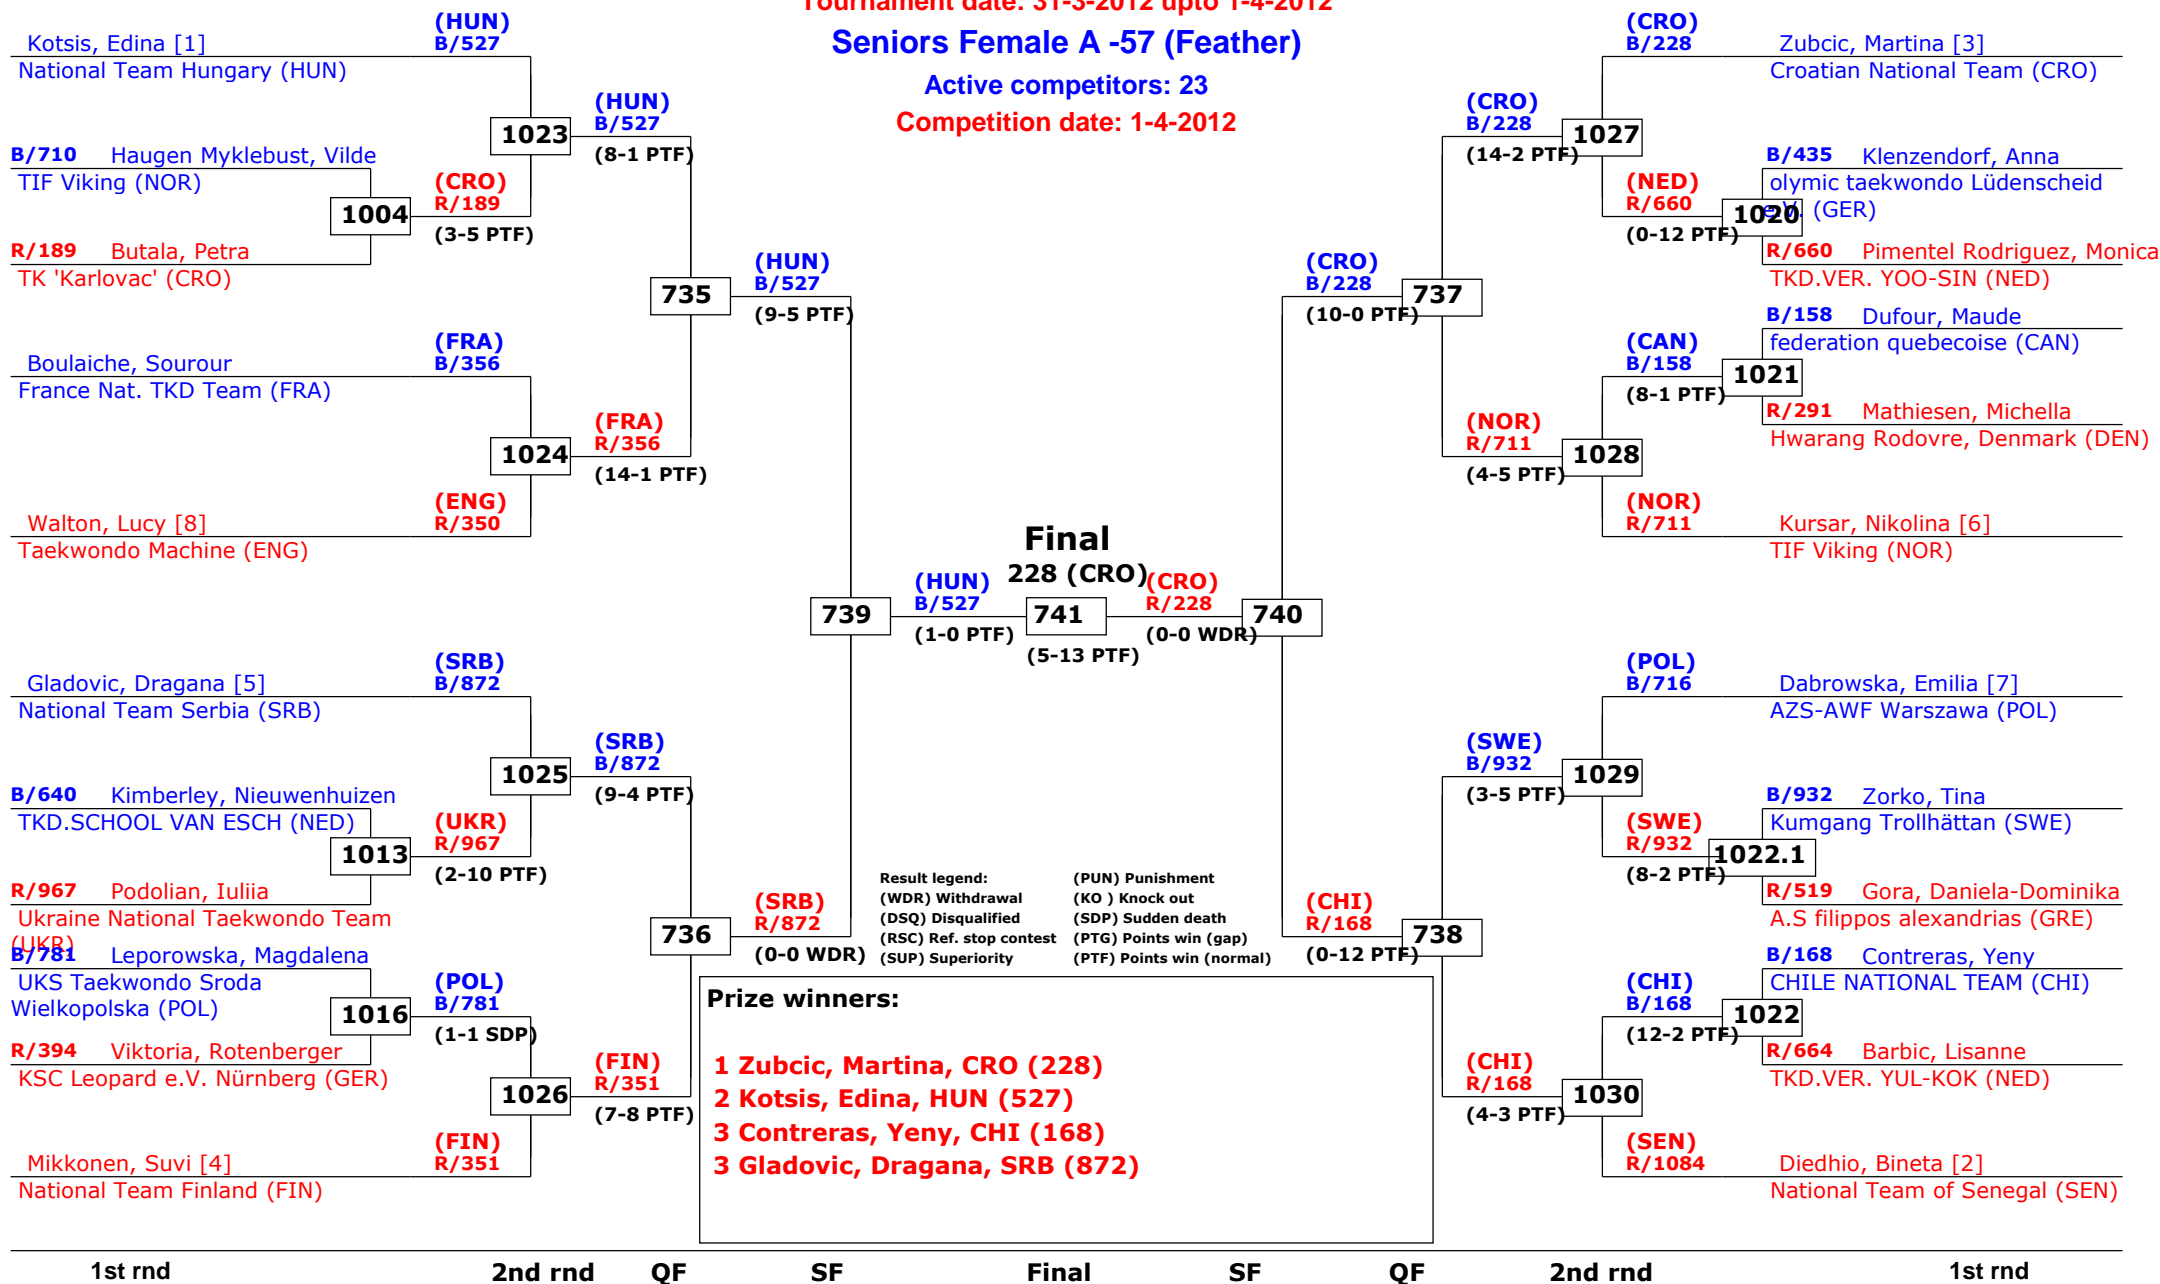 Tournament date: 31-3-2012 upto 1-4-2012
Seniors Female A -57 (Feather)
Active competitors: 23
Competition date: 1-4-2012
Kotsis, Edina [1]
National Team Hungary (HUN)
(HUN)
B/527
B/710 Haugen Myklebust, Vilde
TIF Viking (NOR)
1004
R/189 Butala, Petra
TK 'Karlovac' (CRO)
(CRO)
R/189
(3-5 PTF)
1023
(HUN)
B/527
(8-1 PTF)
Boulaiche, Sourour
France Nat. TKD Team (FRA)
(FRA)
B/356
1024
Walton, Lucy [8]
Taekwondo Machine (ENG)
(ENG)
R/350
(FRA)
R/356
(14-1 PTF)
735
(HUN)
B/527
(9-5 PTF)
Gladovic, Dragana [5]
National Team Serbia (SRB)
(SRB)
B/872
B/640 Kimberley, Nieuwenhuizen
TKD.SCHOOL VAN ESCH (NED)
1013
R/967 Podolian, Iuliia
Ukraine National Taekwondo Team
(UKR)
(UKR)
R/967
(2-10 PTF)
1025
(SRB)
B/872
(9-4 PTF)
B/781 Leporowska, Magdalena
UKS Taekwondo Sroda
Wielkopolska (POL)
1016
R/394 Viktoria, Rotenberger
KSC Leopard e.V. Nürnberg (GER)
(POL)
B/781
(1-1 SDP)
1026
Mikkonen, Suvi [4]
National Team Finland (FIN)
(FIN)
R/351
(FIN)
R/351
(7-8 PTF)
736
(SRB)
R/872
(0-0 WDR)
739
(HUN)
B/527
(1-0 PTF)
Final
228 (CRO)
741
(5-13 PTF)
(CRO)
R/228
(0-0 WDR)
740
(CRO)
B/228
(10-0 PTF)
737
(CRO)
B/228
(14-2 PTF)
1027
(CRO)
B/228
Zubcic, Martina [3]
Croatian National Team (CRO)
(NED)
R/660
(0-12 PTF)
1020
B/435 Klenzendorf, Anna
olymic taekwondo Lüdenscheid
e.V. (GER)
R/660 Pimentel Rodriguez, Monica
TKD.VER. YOO-SIN (NED)
(NOR)
R/711
(4-5 PTF)
1028
(CAN)
B/158
(8-1 PTF)
1021
B/158 Dufour, Maude
federation quebecoise (CAN)
R/291 Mathiesen, Michella
Hwarang Rodovre, Denmark (DEN)
(NOR)
R/711
Kursar, Nikolina [6]
TIF Viking (NOR)
(CHI)
R/168
(0-12 PTF)
738
(SWE)
B/932
(3-5 PTF)
1029
(POL)
B/716
Dabrowska, Emilia [7]
AZS-AWF Warszawa (POL)
(SWE)
R/932
(8-2 PTF)
1022.1
B/932 Zorko, Tina
Kumgang Trollhättan (SWE)
R/519 Gora, Daniela-Dominika
A.S filippos alexandrias (GRE)
(CHI)
R/168
(4-3 PTF)
1030
(CHI)
B/168
(12-2 PTF)
1022
B/168 Contreras, Yeny
CHILE NATIONAL TEAM (CHI)
R/664 Barbic, Lisanne
TKD.VER. YUL-KOK (NED)
(SEN)
R/1084
Diedhio, Bineta [2]
National Team of Senegal (SEN)
Result legend: (PUN) Punishment
(WDR) Withdrawal (KO ) Knock out
(DSQ) Disqualified (SDP) Sudden death
(RSC) Ref. stop contest (PTG) Points win (gap)
(SUP) Superiority (PTF) Points win (normal)
Prize winners:
1 Zubcic, Martina, CRO (228)
2 Kotsis, Edina, HUN (527)
3 Contreras, Yeny, CHI (168)
3 Gladovic, Dragana, SRB (872)
1st rnd 2nd rnd QF SF Final SF QF 2nd rnd 1st rnd